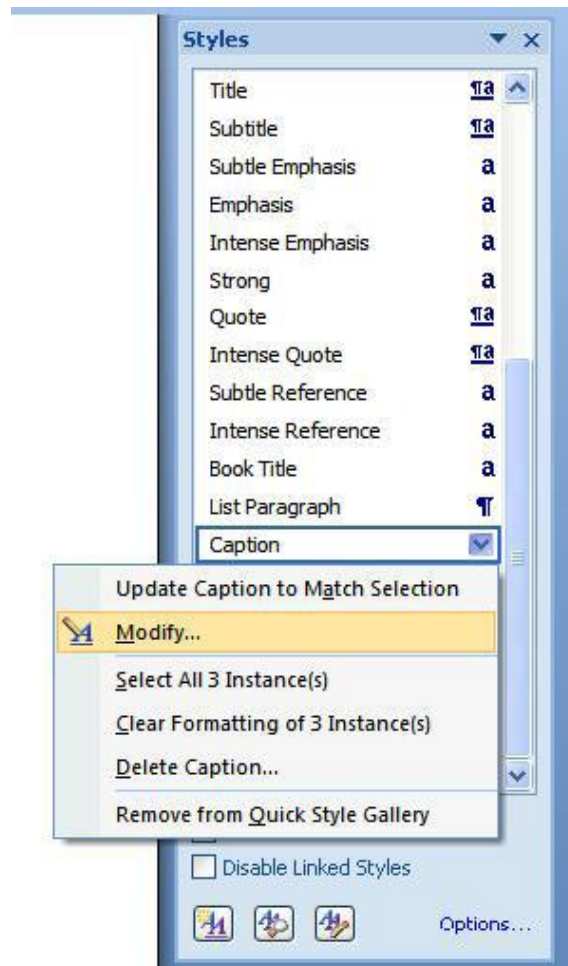 Styles
Title ¶a
Subtitle ¶a
Subtle Emphasis a
Emphasis a
Intense Emphasis a
Strong a
Quote ¶a
Intense Quote ¶a
Subtle Reference a
Intense Reference a
Book Title a
List Paragraph ¶
Caption
Update Caption to Match Selection
Modify...
Select All 3 Instance(s)
Clear Formatting of 3 Instance(s)
Delete Caption...
Remove from Quick Style Gallery
Disable Linked Styles
Options...